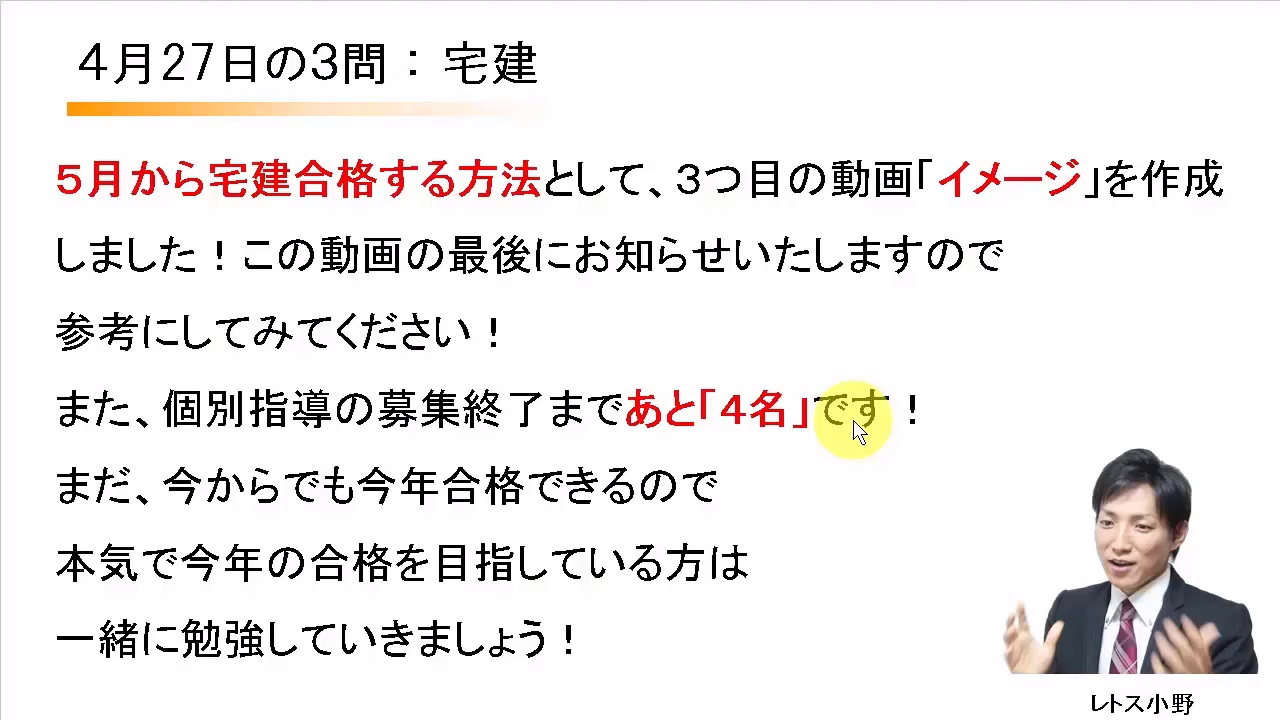 ４月27日の3問： 宅建
５月から宅建合格する方法として、３つ目の動画「イメージ」を作成
しました！この動画の最後にお知らせいたしますので
参考にしてみてください！
また、個別指導の募集終了まであと「４名」です！
まだ、今からでも今年合格できるので
本気で今年の合格を目指している方は
一緒に勉強していきましょう！
レトス小野